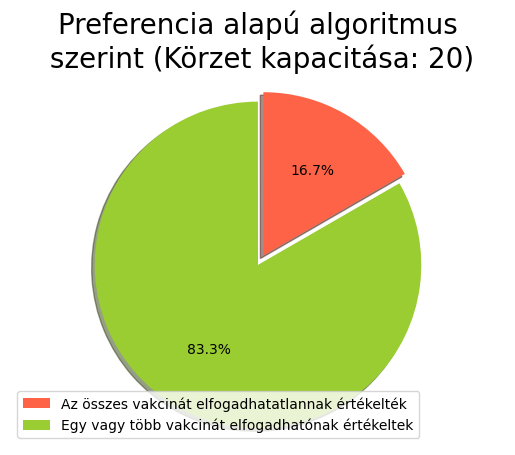 Preferencia alapú algoritmus
szerint (Körzet kapacitása: 20)
16.7%
83.3%
Az összes vakcinát elfogadhatatlannak értékelték
Egy vagy több vakcinát elfogadhatónak értékeltek